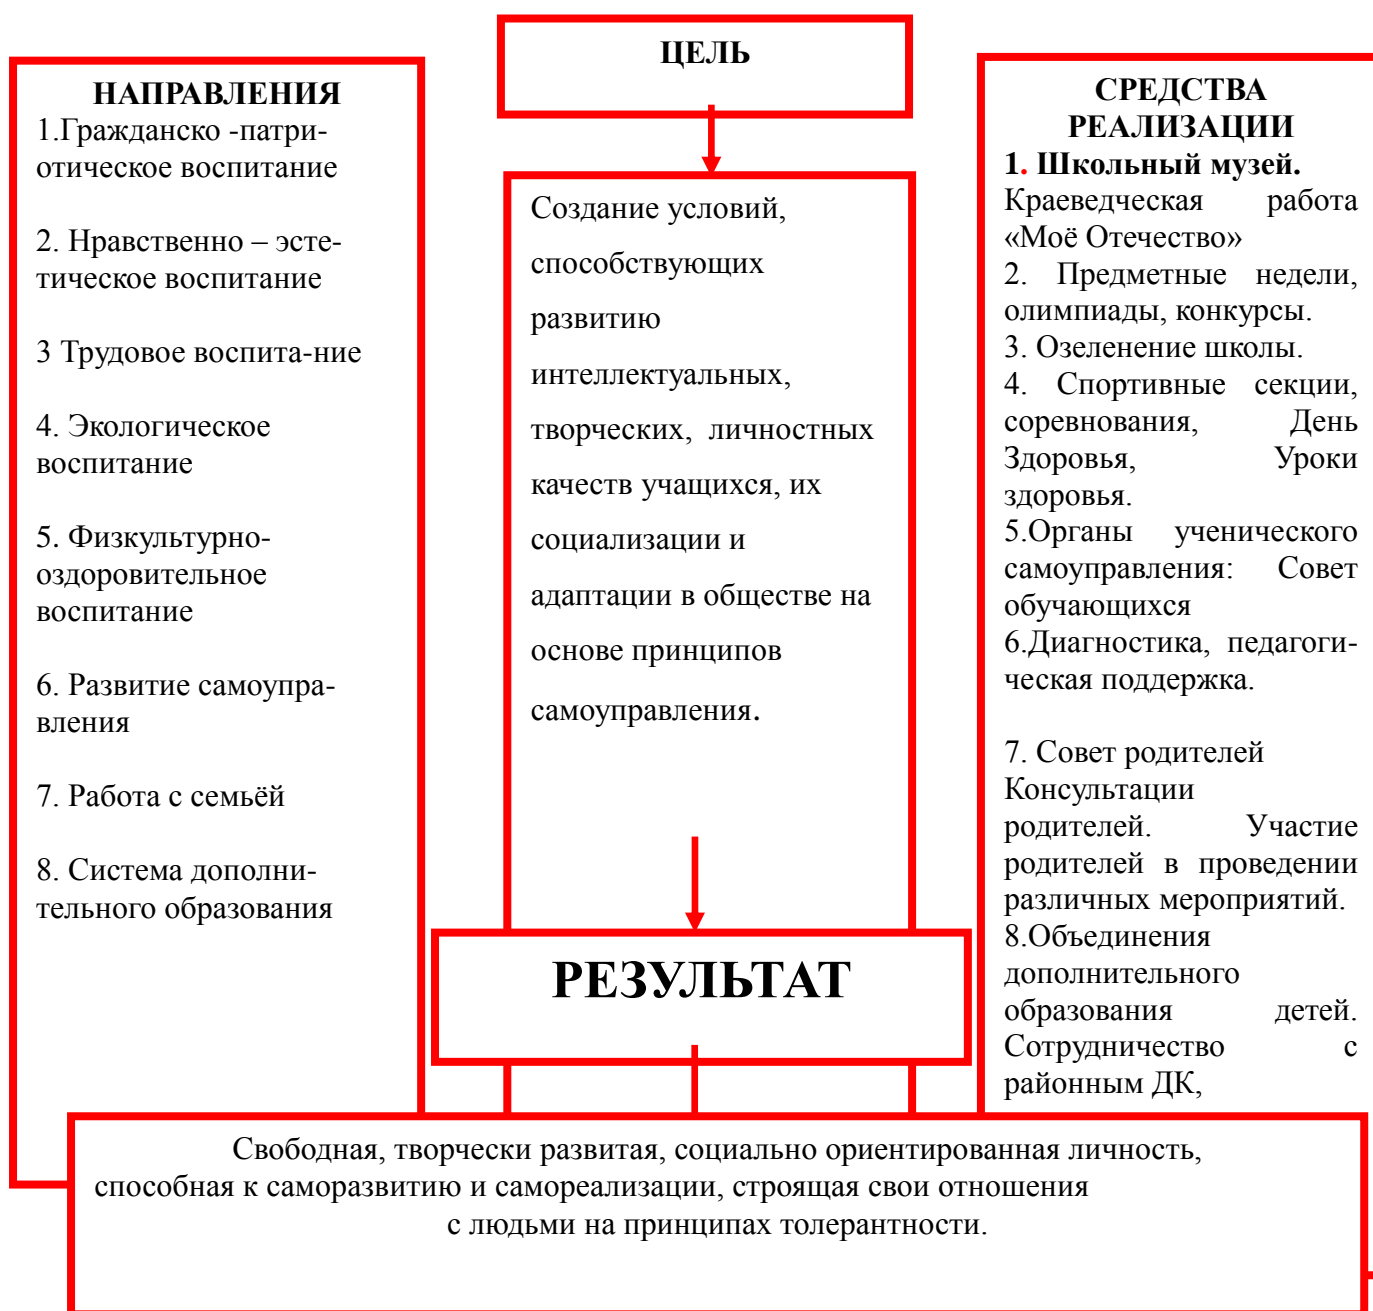 ЦЕЛЬ
НАПРАВЛЕНИЯ
1.Гражданско -патри-
отическое воспитание
2. Нравственно – эсте-
тическое воспитание
3 Трудовое воспита-ние
4. Экологическое
воспитание
5. Физкультурно-
оздоровительное
воспитание
6. Развитие самоупра-
вления
7. Работа с семьёй
8. Система дополни-
тельного образования
Создание условий,
способствующих
развитию
интеллектуальных,
творческих, личностных
качеств учащихся, их
социализации и
адаптации в обществе на
основе принципов
самоуправления.
СРЕДСТВА
РЕАЛИЗАЦИИ
1. Школьный музей.
Краеведческая работа
«Моё Отечество»
2. Предметные недели,
олимпиады, конкурсы.
3. Озеленение школы.
4. Спортивные секции,
соревнования, День
Здоровья, Уроки
здоровья.
5.Органы ученического
самоуправления: Совет
обучающихся
6.Диагностика, педагоги-
ческая поддержка.
7. Совет родителей
Консультации
родителей. Участие
родителей в проведении
различных мероприятий.
8.Объединения
дополнительного
образования детей.
Сотрудничество с
районным ДК,
РЕЗУЛЬТАТ
Свободная, творчески развитая, социально ориентированная личность,
способная к саморазвитию и самореализации, строящая свои отношения
с людьми на принципах толерантности.